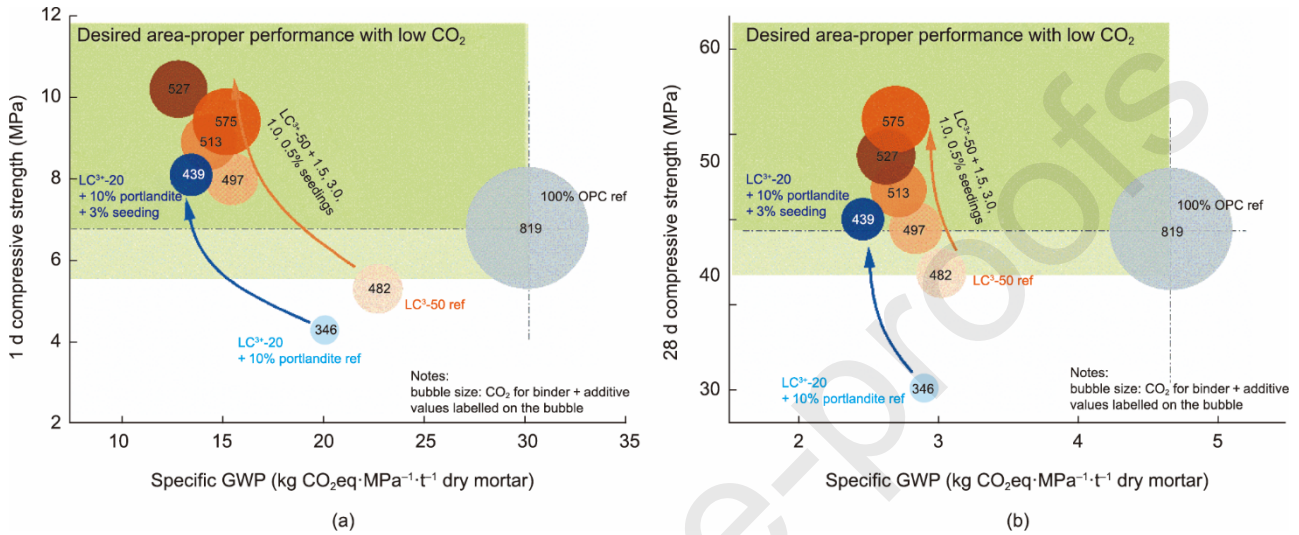 Desired area-proper performance with low CO₂
12
10
8
6
4
2
1 d compressive strength (MPa)
527
575
513
439
497
482
346
819
LC³⁺-20
+ 10% portlandite
+ 3% seeding
LC³⁺-50 + 1.5, 3.0,
1.0, 0.5% seedings
100% OPC ref
LC³-50 ref
LC³⁺-20
+ 10% portlandite ref
Notes:
bubble size: CO₂ for binder + additive
values labelled on the bubble
10 15 20 25 30 35
Specific GWP (kg CO₂eq·MPa⁻¹·t⁻¹ dry mortar)
(a)
Desired area-proper performance with low CO₂
60
50
40
30
28 d compressive strength (MPa)
575
527
513
439
497
482
346
819
LC³⁺-20
+ 10% portlandite
+ 3% seeding
LC³⁺-50 + 1.5, 3.0,
1.0, 0.5% seedings
100% OPC ref
LC³-50 ref
LC³⁺-20
+ 10% portlandite ref
Notes:
bubble size: CO₂ for binder + additive
values labelled on the bubble
2 3 4 5
Specific GWP (kg CO₂eq·MPa⁻¹·t⁻¹ dry mortar)
(b)
e-proofs